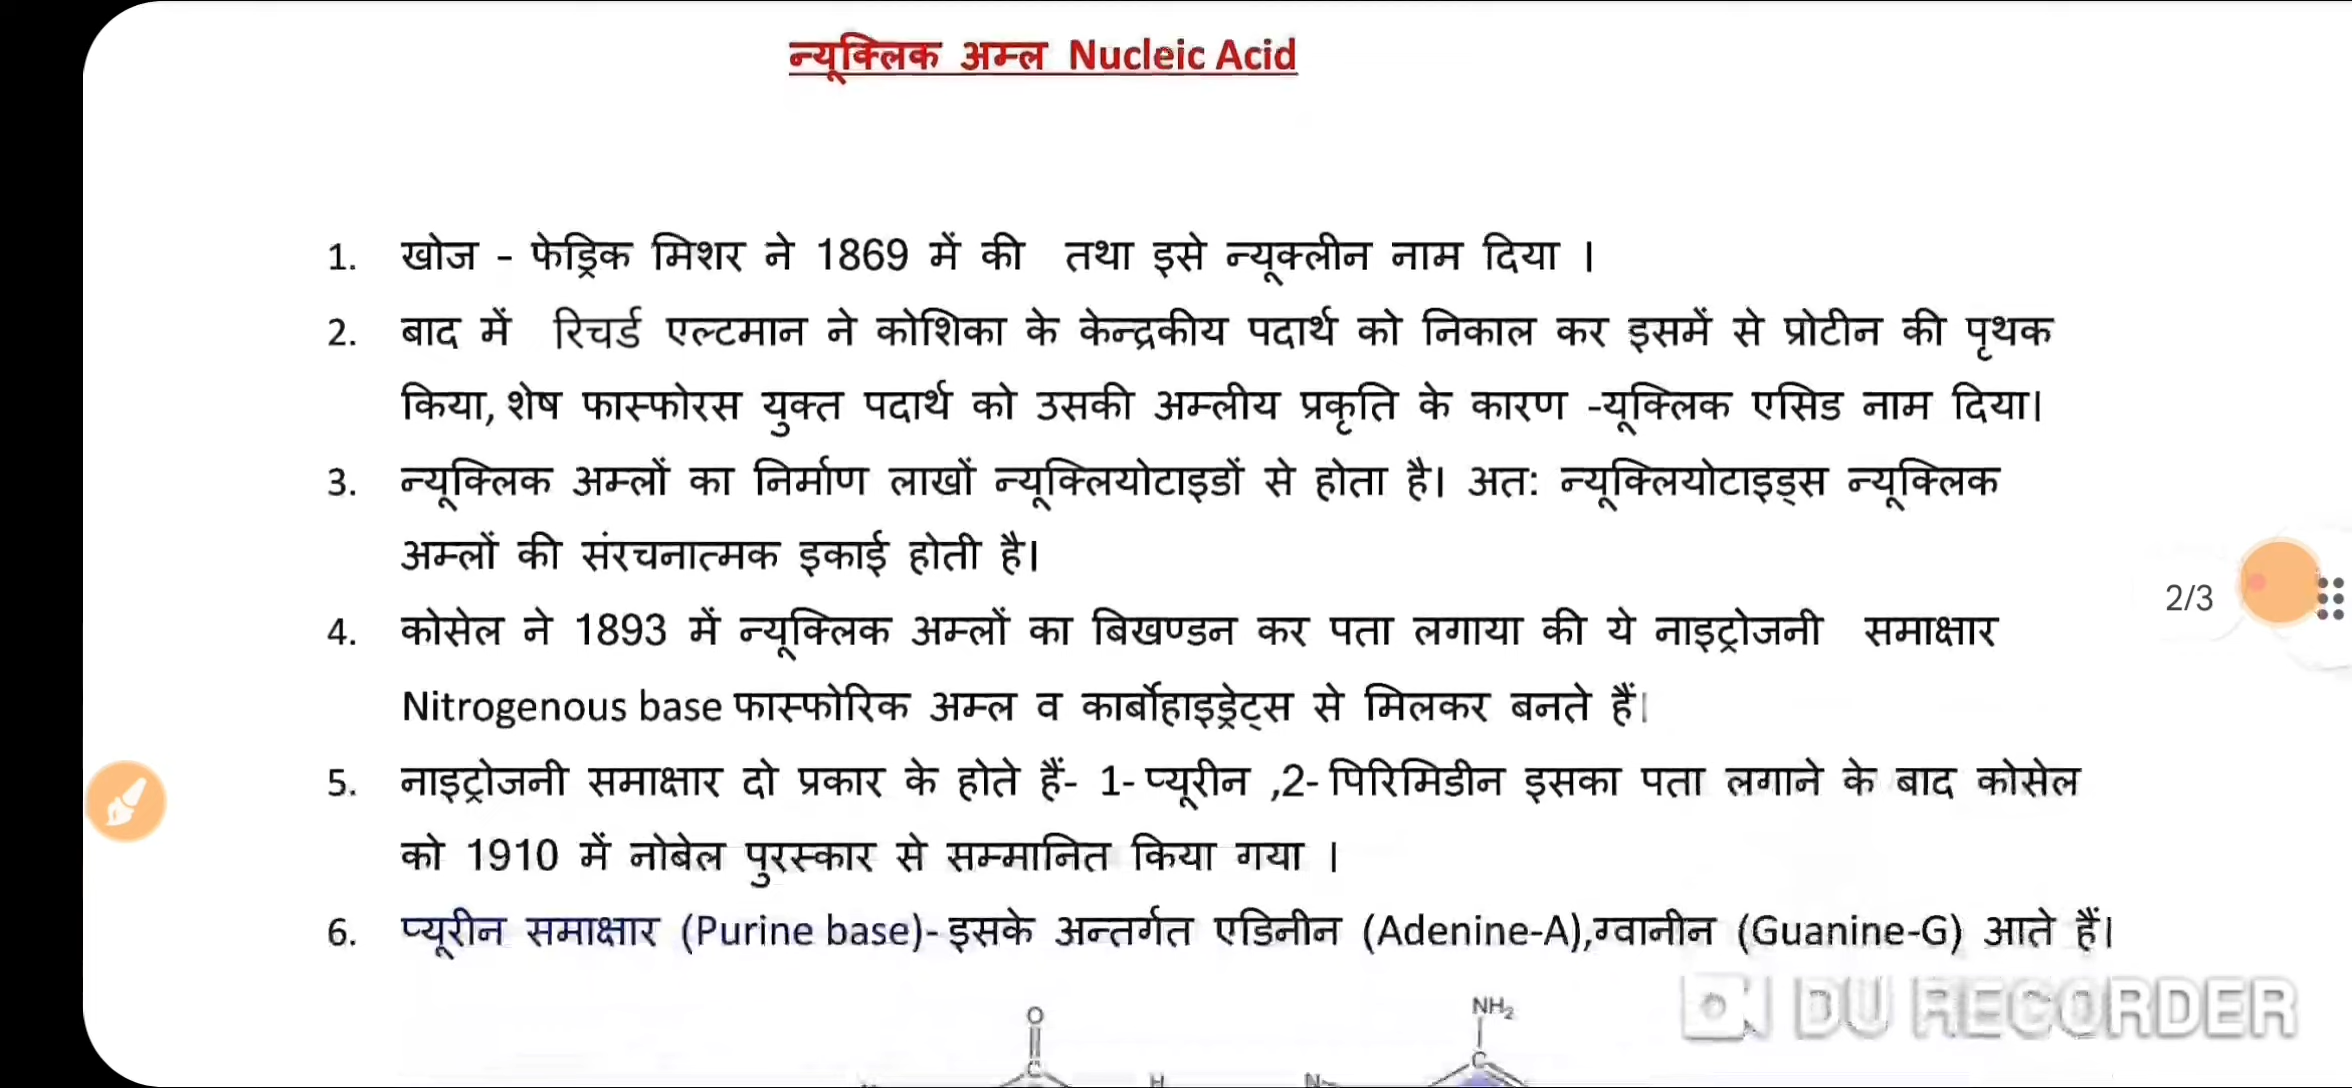 न्यूक्लिक अम्ल Nucleic Acid
1. खोज - फेड्रिक मिशर ने 1869 में की तथा इसे न्यूक्लीन नाम दिया ।
2. बाद में रिचर्ड एल्टमान ने कोशिका के केन्द्रकीय पदार्थ को निकाल कर इसमें से प्रोटीन की पृथक
किया, शेष फास्फोरस युक्त पदार्थ को उसकी अम्लीय प्रकृति के कारण -यूक्लिक एसिड नाम दिया।
3. न्यूक्लिक अम्लों का निर्माण लाखों न्यूक्लियोटाइडों से होता है। अत: न्यूक्लियोटाइड्स न्यूक्लिक
अम्लों की संरचनात्मक इकाई होती है।
2/3
4. कोसेल ने 1893 में न्यूक्लिक अम्लों का बिखण्डन कर पता लगाया की ये नाइट्रोजनी समाक्षार
Nitrogenous base फास्फोरिक अम्ल व कार्बोहाइड्रेट्स से मिलकर बनते हैं।
5. नाइट्रोजनी समाक्षार दो प्रकार के होते हैं- 1- प्यूरीन ,2- पिरिमिडीन इसका पता लगाने के बाद कोसेल
को 1910 में नोबेल पुरस्कार से सम्मानित किया गया ।
6. प्यूरीन समाक्षार (Purine base)- इसके अन्तर्गत एडिनीन (Adenine-A),ग्वानीन (Guanine-G) आते हैं।
DU RECORDER
O
NH₂
C
C
H
N